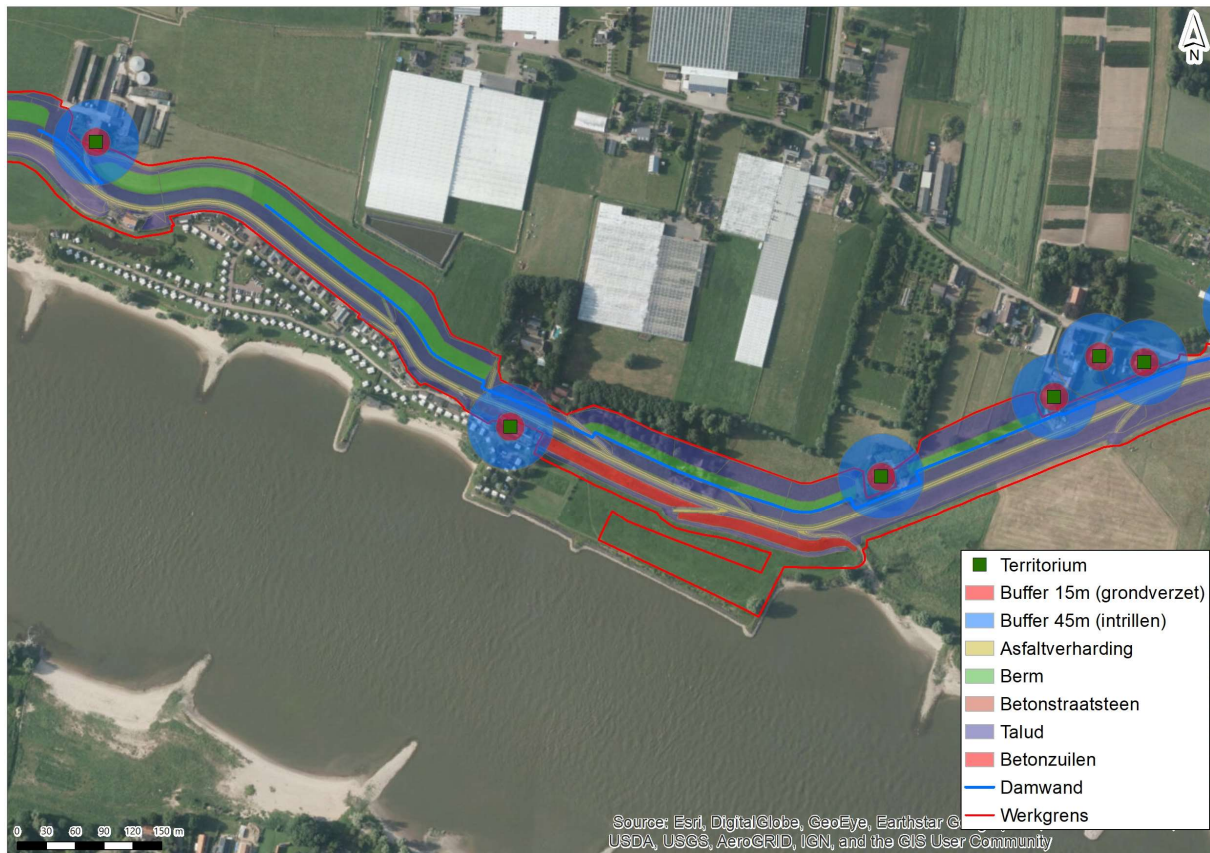 N
Territorium
Buffer 15m (grondverzet)
Buffer 45m (intrillen)
Asfaltverharding
Berm
Betonstraatsteen
Talud
Betonzuilen
Damwand
Werkgrens
0 30 60 90 120 150 m
Source: Esri, DigitalGlobe, GeoEye, Earthstar
USDA, USGS, AeroGRID, IGN, and the GIS User Community